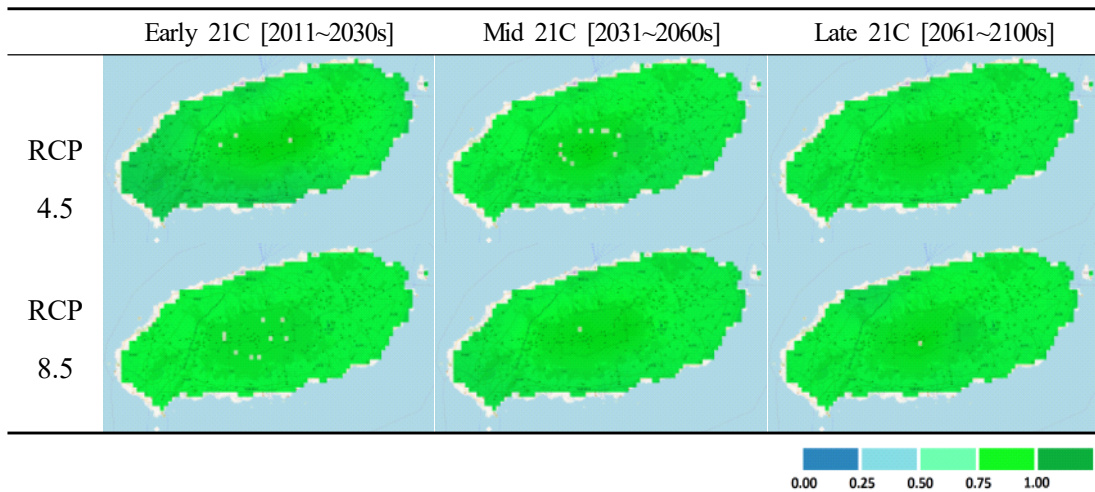 Early 21C [2011~2030s] Mid 21C [2031~2060s] Late 21C [2061~2100s]
RCP
4.5
RCP
8.5
0.00 0.25 0.50 0.75 1.00